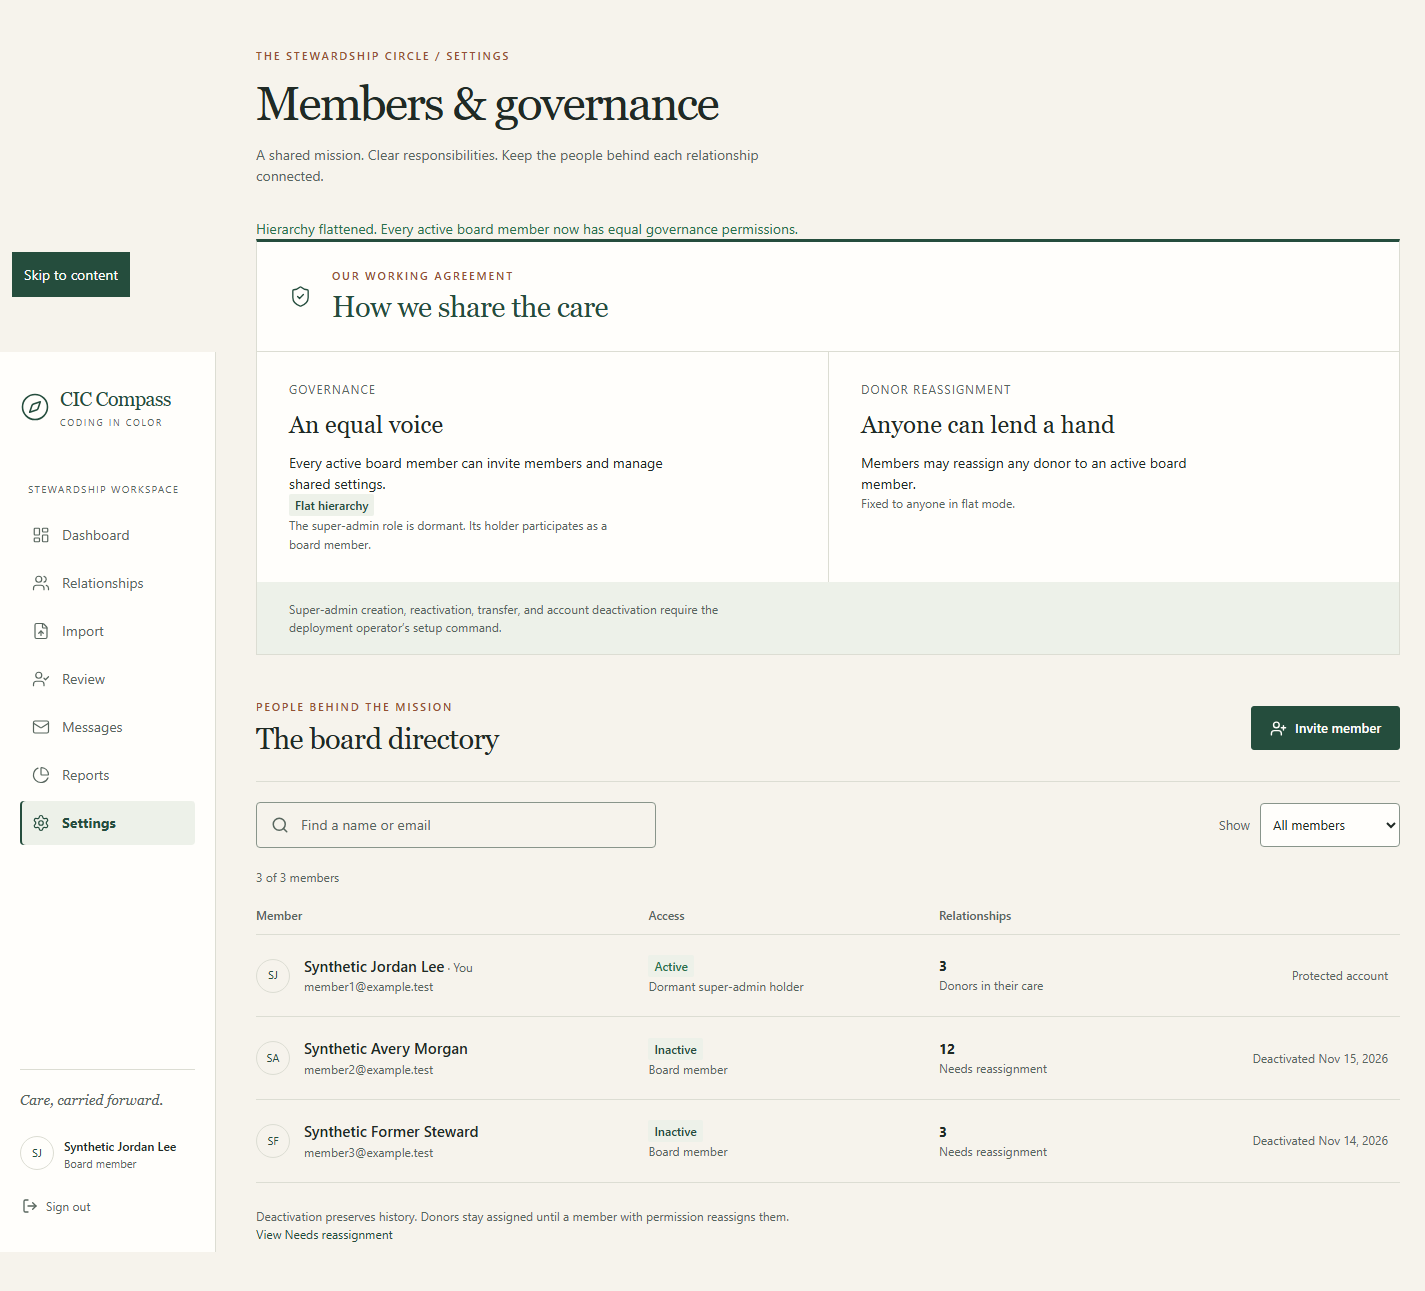 THE STEWARDSHIP CIRCLE / SETTINGS
Members & governance
A shared mission. Clear responsibilities. Keep the people behind each relationship
connected.
Hierarchy flattened. Every active board member now has equal governance permissions.
Skip to content
OUR WORKING AGREEMENT
How we share the care
GOVERNANCE
An equal voice
Every active board member can invite members and manage
shared settings.
Flat hierarchy
The super-admin role is dormant. Its holder participates as a
board member.
DONOR REASSIGNMENT
Anyone can lend a hand
Members may reassign any donor to an active board
member.
Fixed to anyone in flat mode.
Super-admin creation, reactivation, transfer, and account deactivation require the
deployment operator's setup command.
CIC Compass
CODING IN COLOR
STEWARDSHIP WORKSPACE
Dashboard
Relationships
Import
Review
Messages
Reports
Settings
Care, carried forward.
SJ
Synthetic Jordan Lee
Board member
Sign out
PEOPLE BEHIND THE MISSION
The board directory
Invite member
Find a name or email
Show
All members
3 of 3 members
Member Access Relationships
SJ
Synthetic Jordan Lee · You
member1@example.test
Active
Dormant super-admin holder
3
Donors in their care
Protected account
SA
Synthetic Avery Morgan
member2@example.test
Inactive
Board member
12
Needs reassignment
Deactivated Nov 15, 2026
SF
Synthetic Former Steward
member3@example.test
Inactive
Board member
3
Needs reassignment
Deactivated Nov 14, 2026
Deactivation preserves history. Donors stay assigned until a member with permission reassigns them.
View Needs reassignment